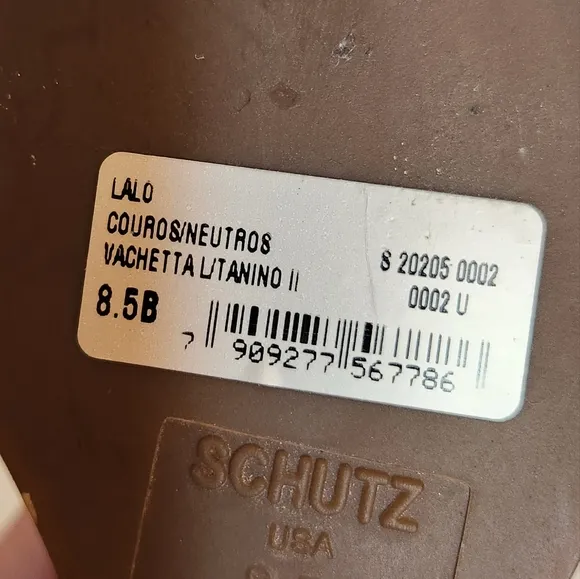 LALO
COUROS/NEUTROS
VACHETTA L/TANINO II
8.5B
S 20205 0002
0002 U
7 909277 567786
SCHUTZ
USA